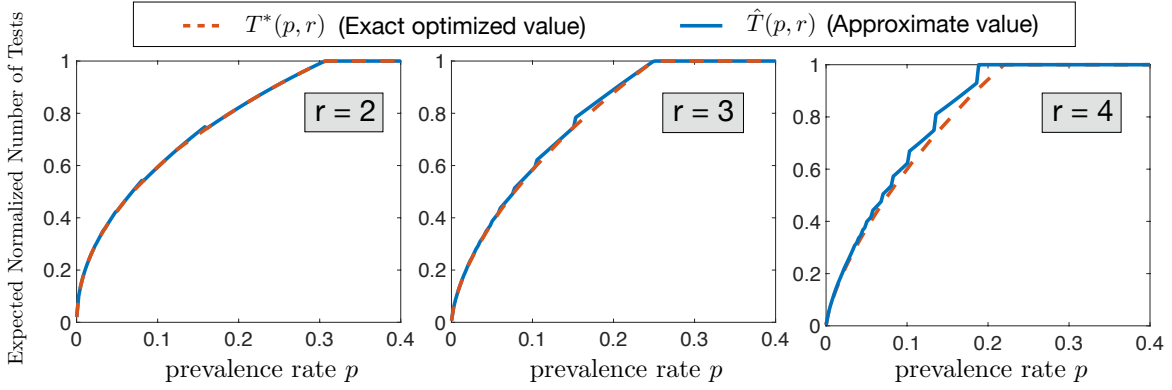 T*(p, r) (Exact optimized value) T̂(p, r) (Approximate value)
Expected Normalized Number of Tests
1
0.8
0.6
0.4
0.2
0
r = 2
0 0.1 0.2 0.3 0.4
prevalence rate p
1
0.8
0.6
0.4
0.2
0
r = 3
0 0.1 0.2 0.3 0.4
prevalence rate p
1
0.8
0.6
0.4
0.2
0
r = 4
0 0.1 0.2 0.3 0.4
prevalence rate p